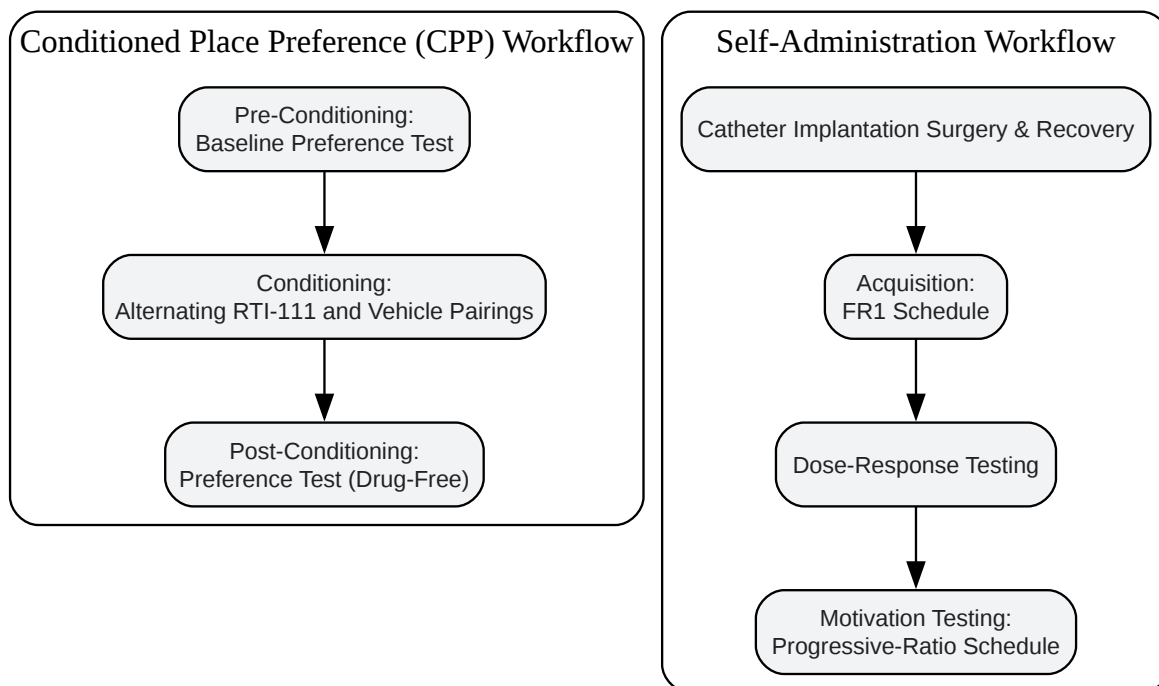 Conditioned Place Preference (CPP) Workflow
Pre-Conditioning:
Baseline Preference Test
Conditioning:
Alternating RTI-111 and Vehicle Pairings
Post-Conditioning:
Preference Test (Drug-Free)
Self-Administration Workflow
Catheter Implantation Surgery & Recovery
Acquisition:
FR1 Schedule
Dose-Response Testing
Motivation Testing:
Progressive-Ratio Schedule